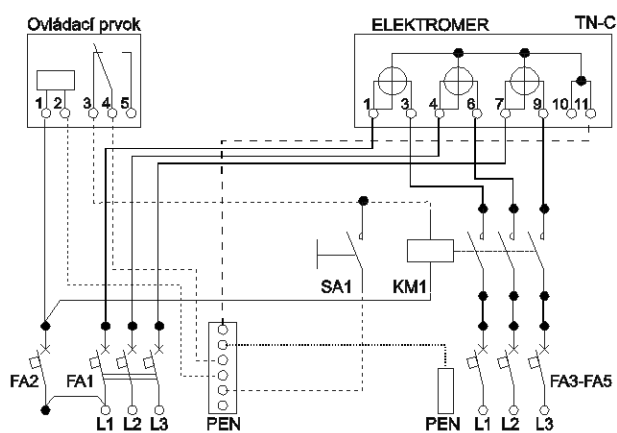 Ovládací prvok
ELEKTROMER TN-C
1 2 3 4 5
1 3 4 6 7 9 10 11
SA1 KM1
FA2 FA1 FA3-FA5
L1 L2 L3 PEN PEN L1 L2 L3